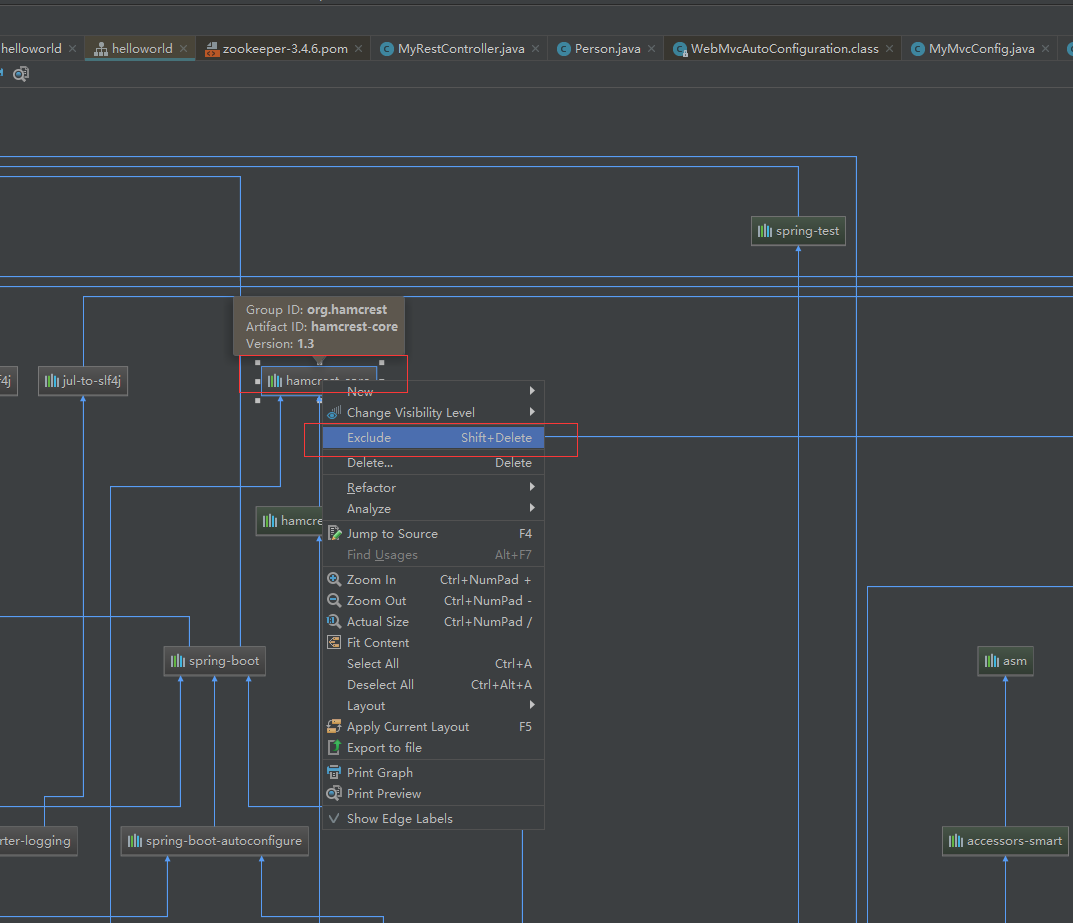 helloworld
helloworld
zookeeper-3.4.6.pom
MyRestController.java
Person.java
WebMvcAutoConfiguration.class
MyMvcConfig.java
spring-test
Group ID: org.hamcrest
Artifact ID: hamcrest-core
Version: 1.3
jul-to-slf4j
hamcrest-core
New
Change Visibility Level
Exclude Shift+Delete
Delete... Delete
Refactor
Analyze
hamcre
Jump to Source F4
Find Usages Alt+F7
Zoom In Ctrl+NumPad +
Zoom Out Ctrl+NumPad -
Actual Size Ctrl+NumPad /
Fit Content
Select All Ctrl+A
Deselect All Ctrl+Alt+A
Layout
Apply Current Layout F5
Export to file
Print Graph
Print Preview
Show Edge Labels
spring-boot
asm
rter-logging
spring-boot-autoconfigure
accessors-smart